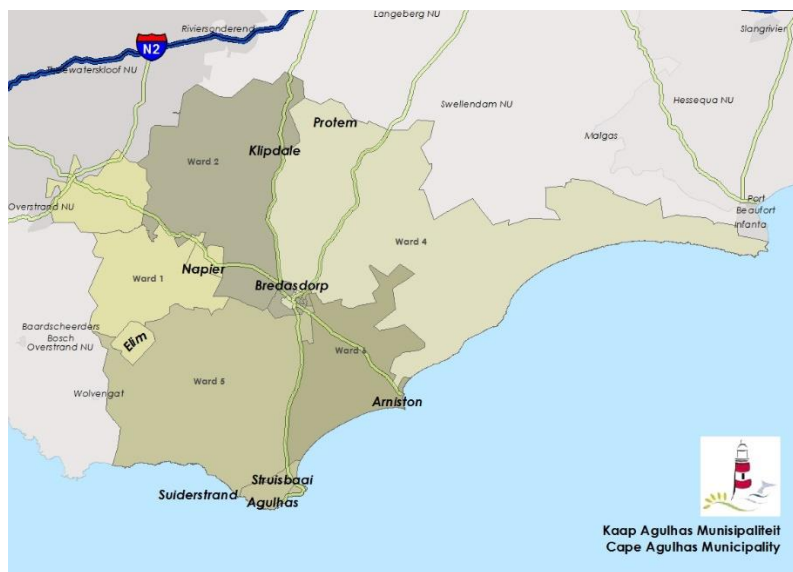 Langeberg NU
Riviersonderend
Slangrivier
N2
Theewaterskloof NU
Swellendam NU
Hessequa NU
Protem
Malgas
Klipdale
Ward 2
Overstrand NU
Port
Beaufort
Infanta
Ward 4
Napier
Ward 1
Bredasdorp
Baardscheerders
Bosch
Overstrand NU
Elim
Ward 6
Ward 5
Wolvengat
Arniston
Struisbaai
Suiderstrand
Agulhas
Kaap Agulhas Munisipaliteit
Cape Agulhas Municipality